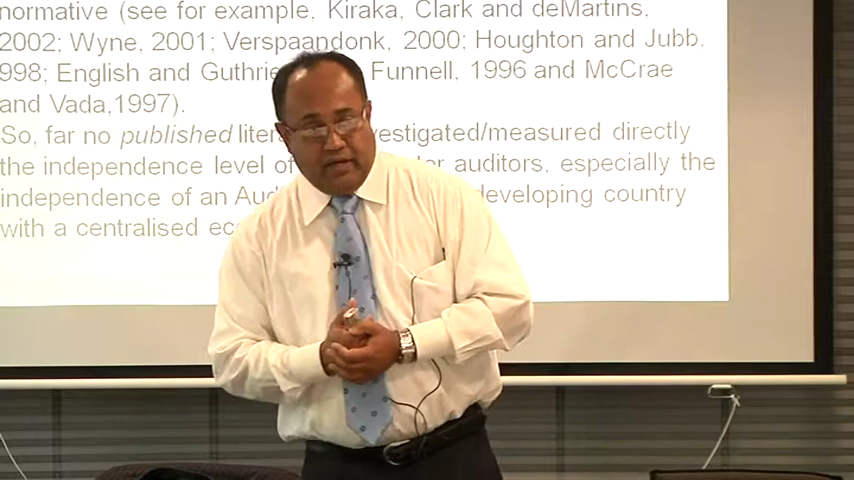 normative (see for example, Kiraka, Clark and deMartins,
2002; Wyne, 2001; Verspaandonk, 2000; Houghton and Jubb.
998; English and Guthrie Funnell, 1996 and McCrae
and Vada,1997).
So, far no published litera vestigated/measured directly
the independence level of auditors, especially the
independence of an Au developing country
with a centralised ec